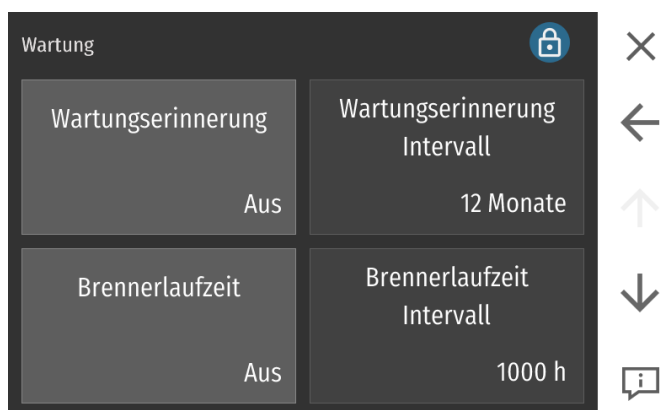 Wartung
Wartungserinnerung
Aus
Wartungserinnerung
Intervall
12 Monate
Brennerlaufzeit
Aus
Brennerlaufzeit
Intervall
1000 h